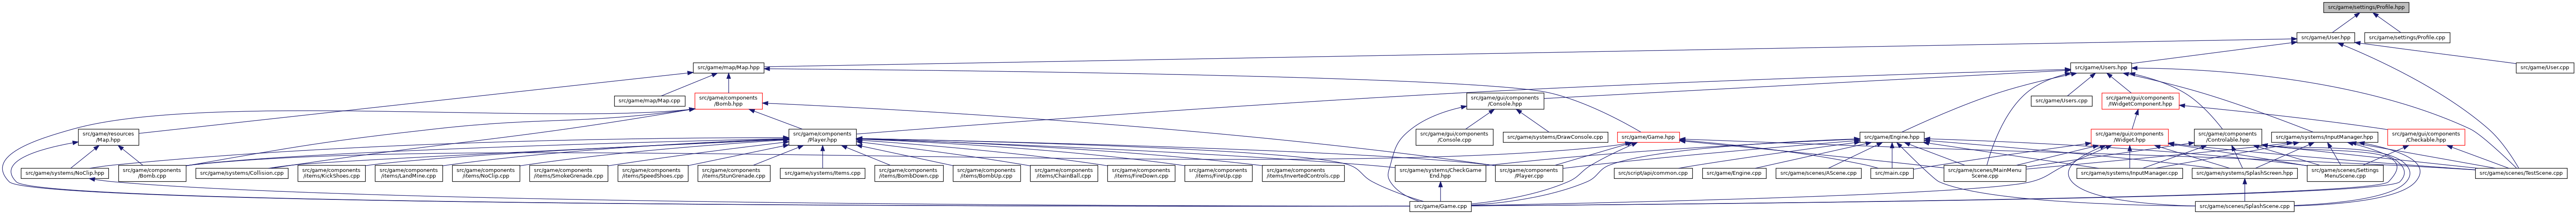 src/game/settings/Profile.hpp
src/game/User.hpp
src/game/settings/Profile.cpp
src/game/map/Map.hpp
src/game/Users.hpp
src/game/User.cpp
src/game/map/Map.cpp
src/game/components
/Bomb.hpp
src/game/gui/components
/Console.hpp
src/game/Users.cpp
src/game/gui/components
/IWidgetComponent.hpp
src/game/resources
/Map.hpp
src/game/components
/Player.hpp
src/game/gui/components
/Console.cpp
src/game/systems/DrawConsole.cpp
src/game/Game.hpp
src/game/Engine.hpp
src/game/gui/components
/Widget.hpp
src/game/components
/Controlable.hpp
src/game/systems/InputManager.hpp
src/game/gui/components
/Checkable.hpp
src/game/systems/NoClip.hpp
src/game/components
/Bomb.cpp
src/game/systems/Collision.cpp
src/game/components
/items/KickShoes.cpp
src/game/components
/items/LandMine.cpp
src/game/components
/items/NoClip.cpp
src/game/components
/items/SmokeGrenade.cpp
src/game/components
/items/SpeedShoes.cpp
src/game/components
/items/StunGrenade.cpp
src/game/systems/Items.cpp
src/game/components
/items/BombDown.cpp
src/game/components
/items/BombUp.cpp
src/game/components
/items/ChainBall.cpp
src/game/components
/items/FireDown.cpp
src/game/components
/items/FireUp.cpp
src/game/components
/items/InvertedControls.cpp
src/game/systems/CheckGame
End.hpp
src/game/components
/Player.cpp
src/script/api/common.cpp
src/game/Engine.cpp
src/game/scenes/AScene.cpp
src/main.cpp
src/game/scenes/MainMenu
Scene.cpp
src/game/systems/InputManager.cpp
src/game/systems/SplashScreen.hpp
src/game/scenes/Settings
MenuScene.cpp
src/game/scenes/TestScene.cpp
src/game/Game.cpp
src/game/scenes/SplashScene.cpp